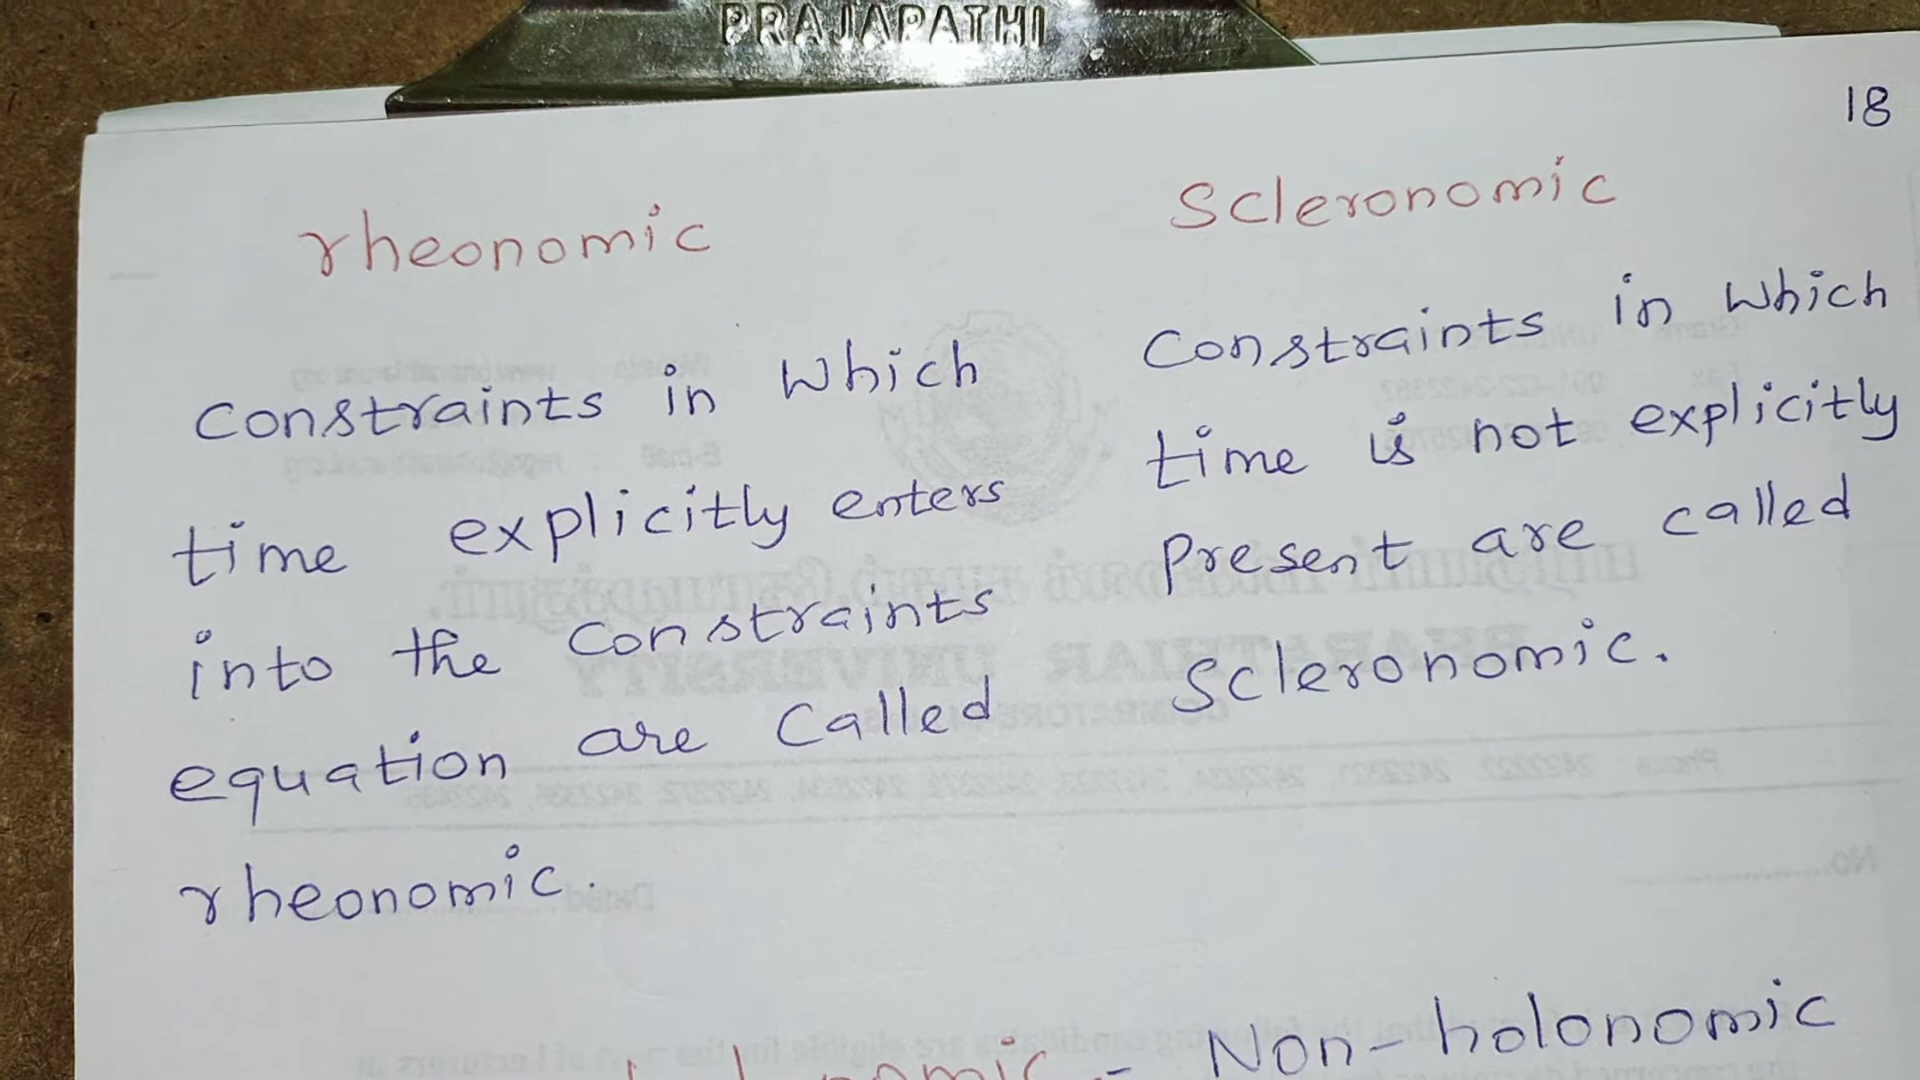 PRAJAPATHI
18
rheonomic
Constraints in which
time explicitly enters
into the constraints
equation are called
rheonomic.
Scleronomic
Constraints in which
time is not explicitly
present are called
scleronomic.
Non-holonomic